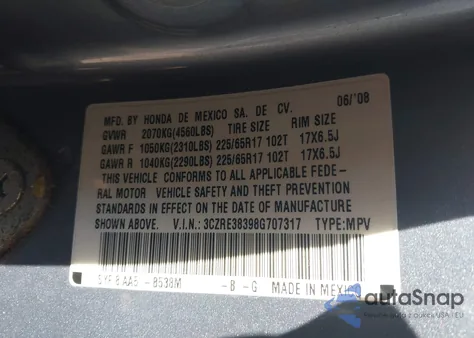 MFD. BY HONDA DE MEXICO SA. DE CV. 06/'08
GVWR 2070KG(4560LBS) TIRE SIZE RIM SIZE
GAWR F 1050KG(2310LBS) 225/65R17 102T 17X6.5J
GAWR R 1040KG(2290LBS) 225/65R17 102T 17X6.5J
THIS VEHICLE CONFORMS TO ALL APPLICABLE FEDE-
RAL MOTOR VEHICLE SAFETY AND THEFT PREVENTION
STANDARDS IN EFFECT ON THE DATE OF MANUFACTURE
SHOWN ABOVE. V.I.N.: 3CZRE38398G707317 TYPE:MPV
-B -G MADE IN MEXICO
autaSnap